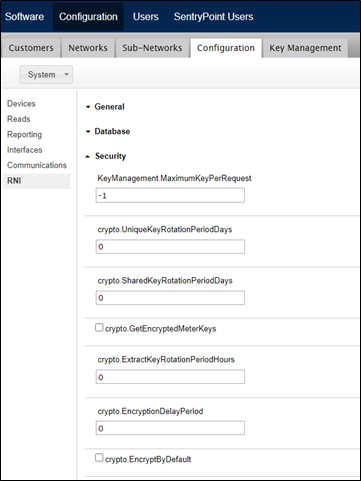 Software Configuration Users SentryPoint Users
Customers Networks Sub-Networks Configuration Key Management
System
Devices
Reads
Reporting
Interfaces
Communications
RNI
General
Database
Security
KeyManagement.MaximumKeyPerRequest
-1
crypto.UniqueKeyRotationPeriodDays
0
crypto.SharedKeyRotationPeriodDays
0
crypto.GetEncryptedMeterKeys
crypto.ExtractKeyRotationPeriodHours
0
crypto.EncryptionDelayPeriod
0
crypto.EncryptByDefault